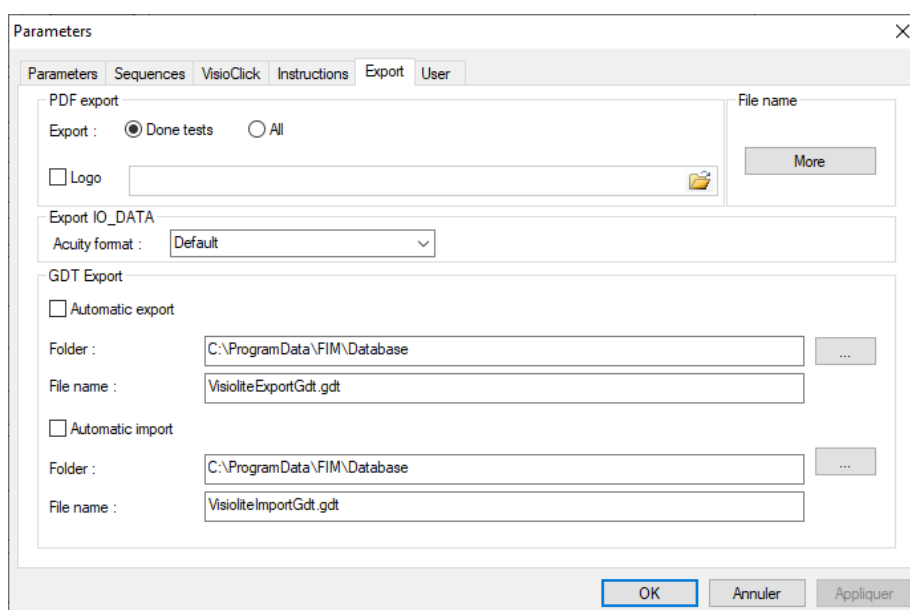 Parameters
Parameters Sequences VisioClick Instructions Export User
PDF export
File name
Export : Done tests All
More
Logo
Export IO_DATA
Acuity format : Default
GDT Export
Automatic export
Folder : C:\ProgramData\FIM\Database ...
File name : VisioliteExportGdt.gdt
Automatic import
Folder : C:\ProgramData\FIM\Database ...
File name : VisioliteImportGdt.gdt
OK Annuler Appliquer